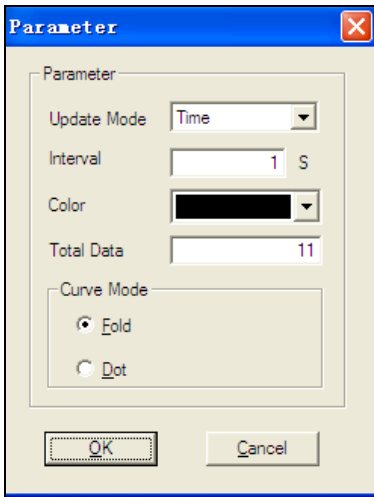 Parameter
Parameter
Update Mode Time
Interval 1 S
Color
Total Data 11
Curve Mode
Fold
Dot
OK Cancel